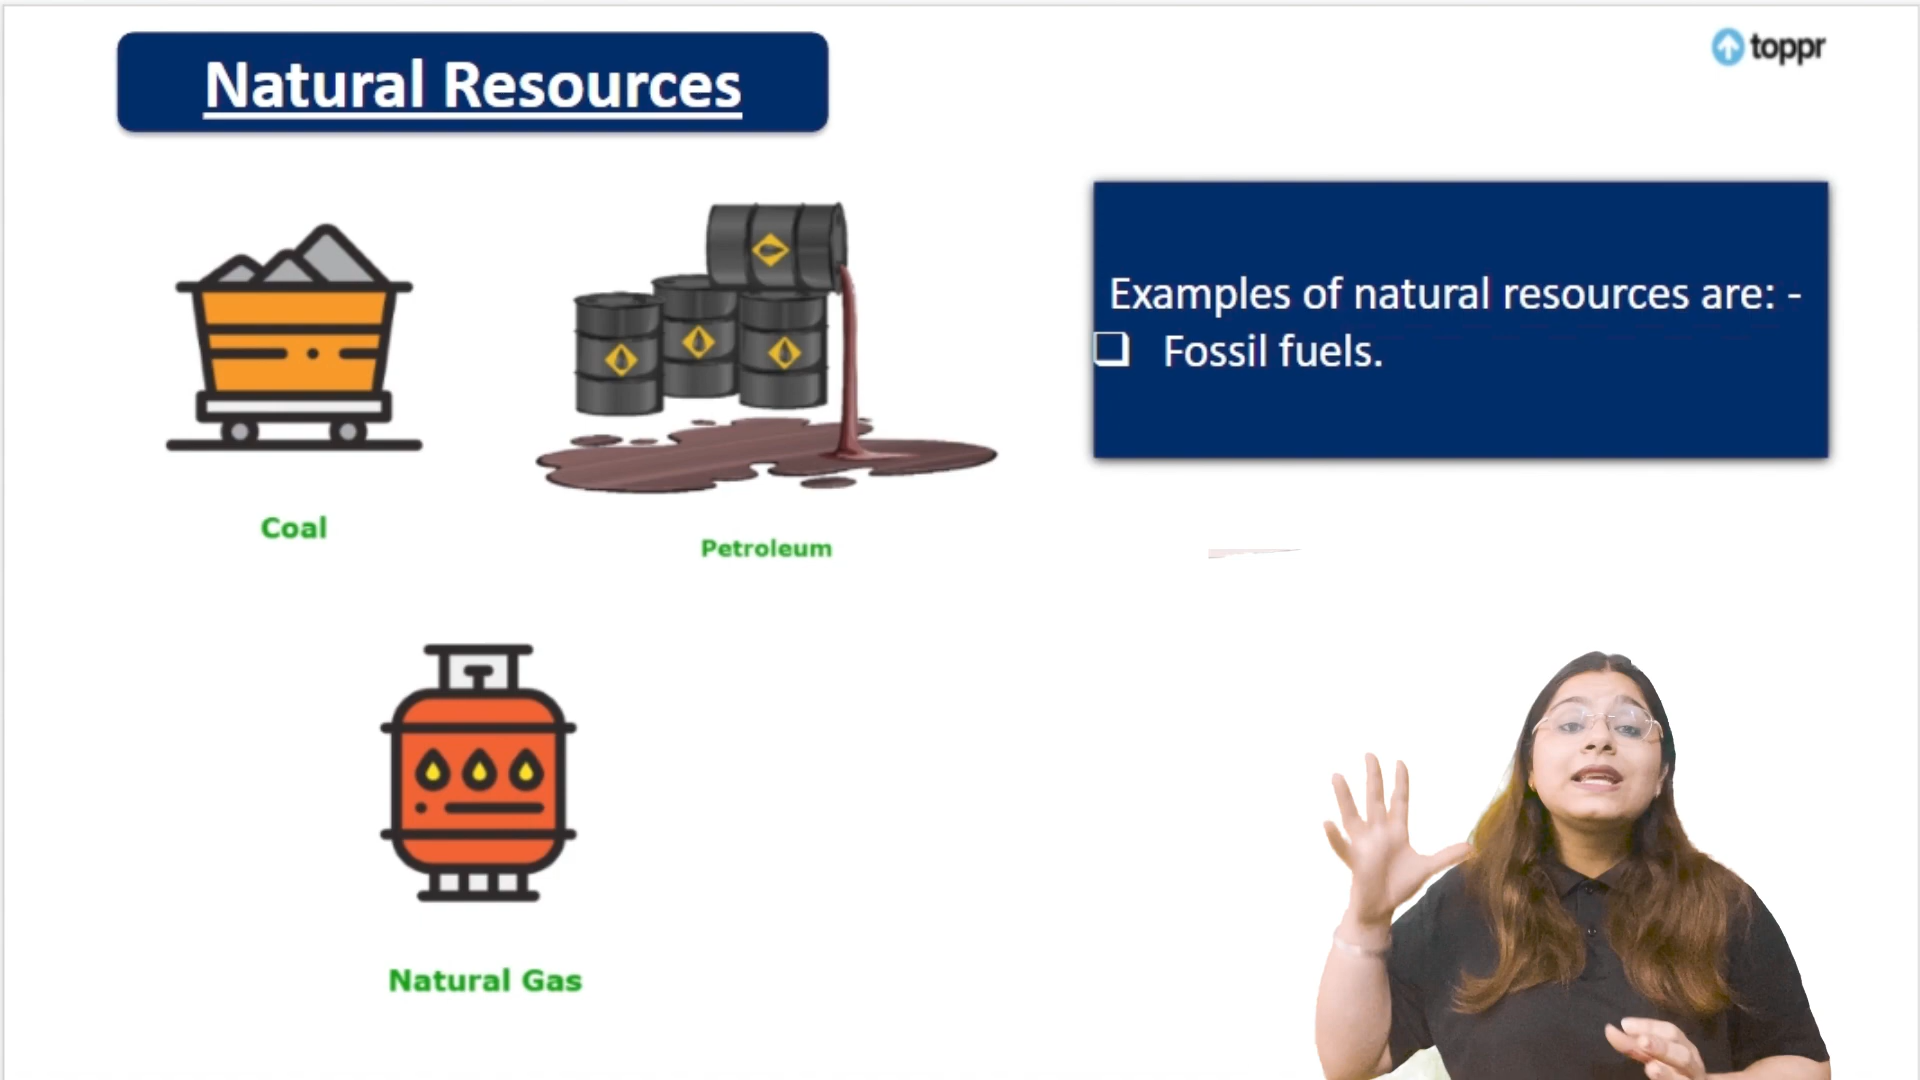 Natural Resources
toppr
Examples of natural resources are: -
❑ Fossil fuels.
Coal
Petroleum
Natural Gas